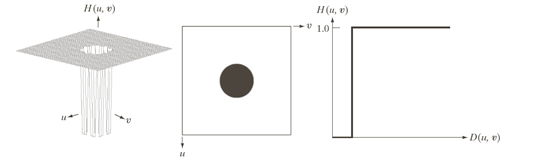 H(u, v)
u
v
v
u
H(u, v)
1.0
D(u, v)